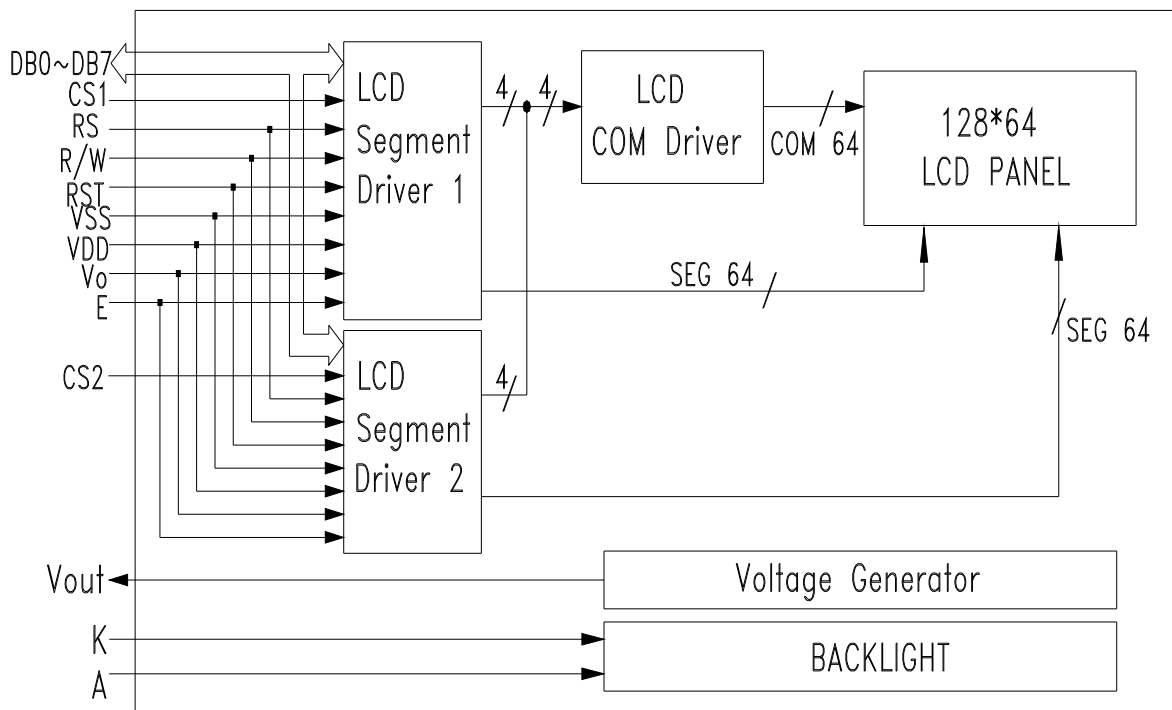 DB0~DB7
CS1
RS
R/W
RST
VSS
VDD
Vo
E
CS2
Vout
K
A
LCD
Segment
Driver 1
4
4
LCD
COM Driver
COM 64
128*64
LCD PANEL
SEG 64
SEG 64
4
LCD
Segment
Driver 2
Voltage Generator
BACKLIGHT